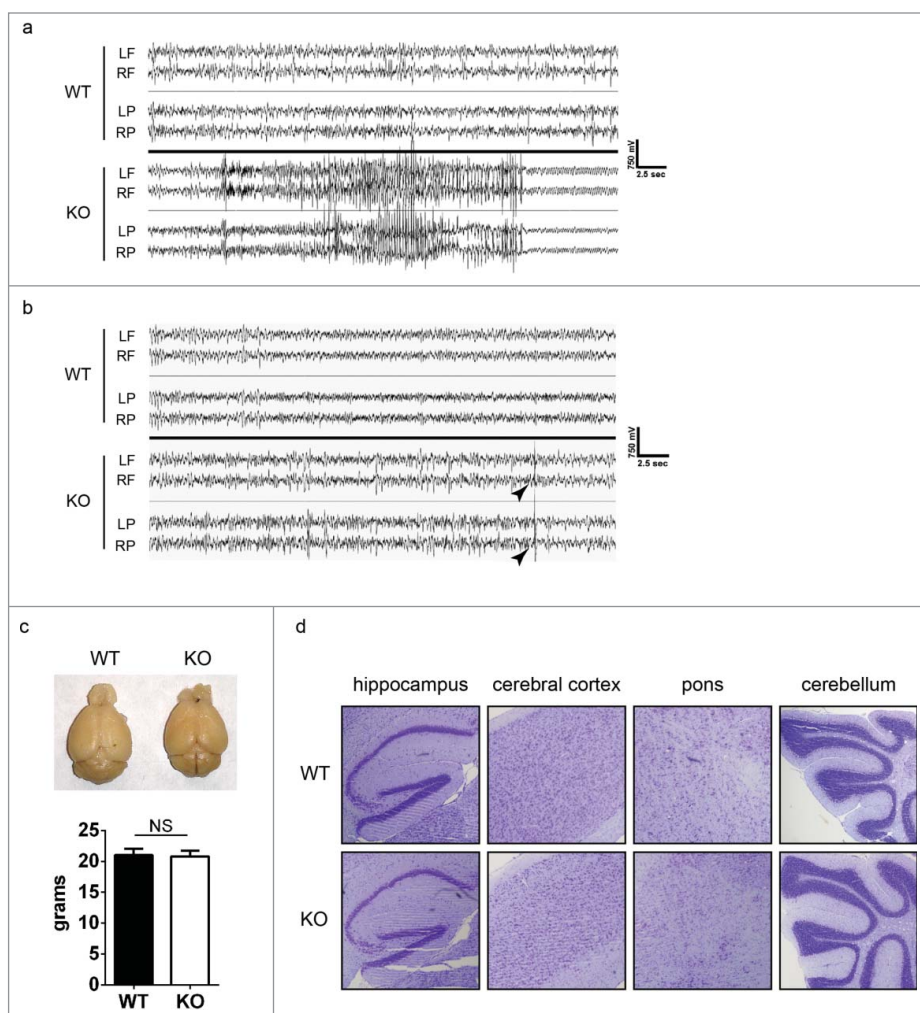 a
WT
LF
RF
LP
RP
KO
LF
RF
LP
RP
750 mV
2.5 sec
b
WT
LF
RF
LP
RP
KO
LF
RF
LP
RP
750 mV
2.5 sec
c
WT KO
25
20
15
10
5
0
grams
NS
WT KO
d
hippocampus cerebral cortex pons cerebellum
WT
KO